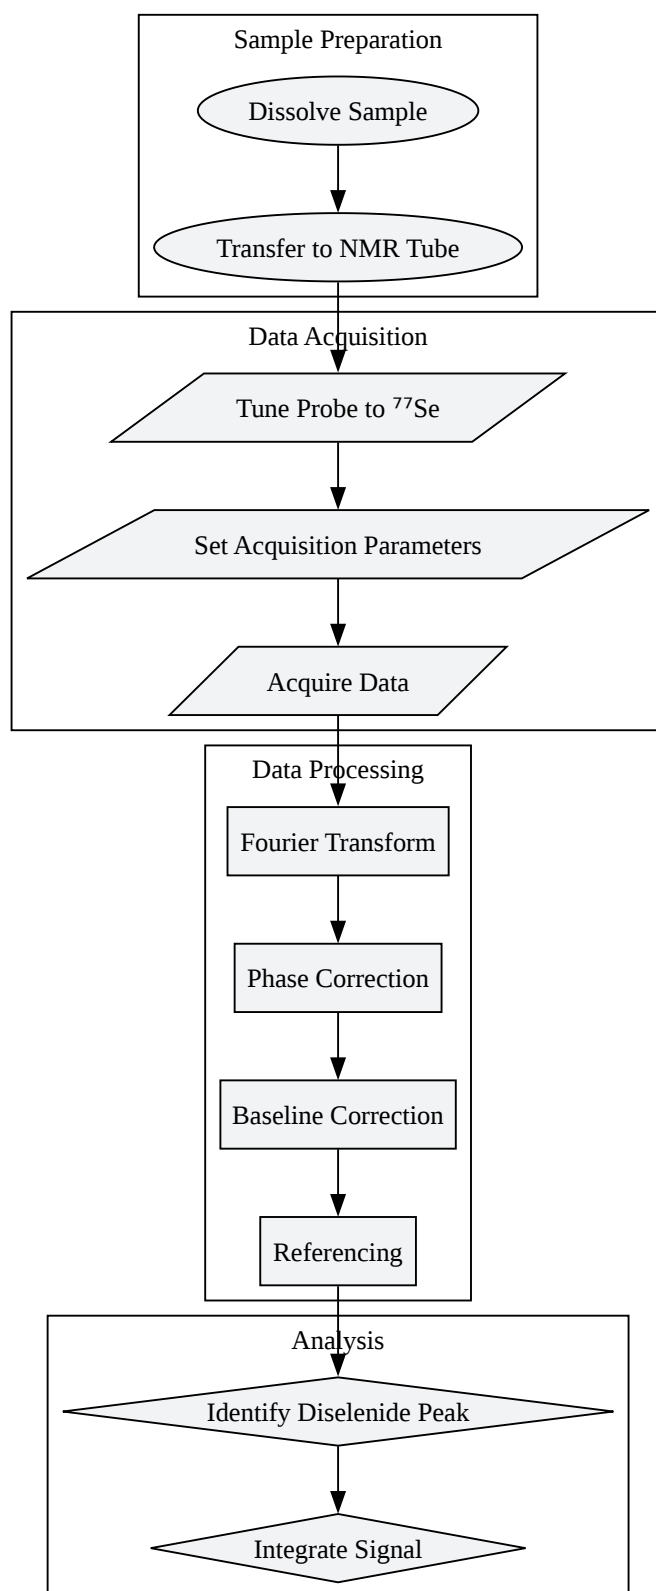 Sample Preparation
Dissolve Sample
Transfer to NMR Tube
Data Acquisition
Tune Probe to ⁷⁷Se
Set Acquisition Parameters
Acquire Data
Data Processing
Fourier Transform
Phase Correction
Baseline Correction
Referencing
Analysis
Identify Diselenide Peak
Integrate Signal